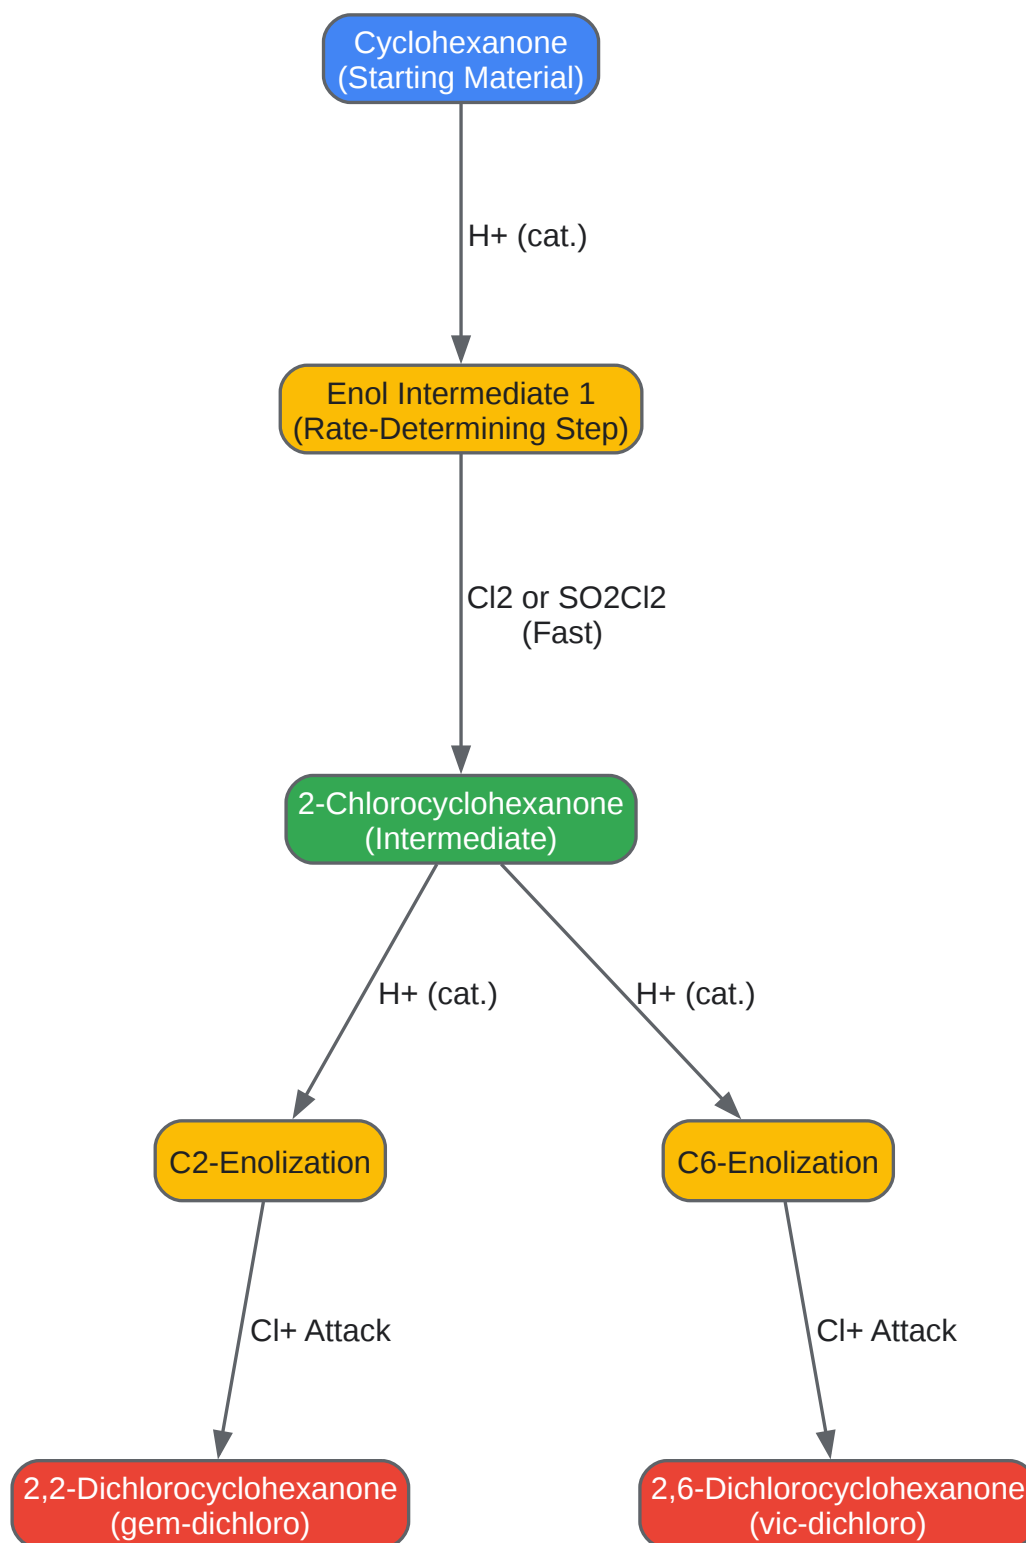 Cyclohexanone
(Starting Material)
H+ (cat.)
Enol Intermediate 1
(Rate-Determining Step)
Cl2 or SO2Cl2
(Fast)
2-Chlorocyclohexanone
(Intermediate)
H+ (cat.)
H+ (cat.)
C2-Enolization
C6-Enolization
Cl+ Attack
Cl+ Attack
2,2-Dichlorocyclohexanone
(gem-dichloro)
2,6-Dichlorocyclohexanone
(vic-dichloro)